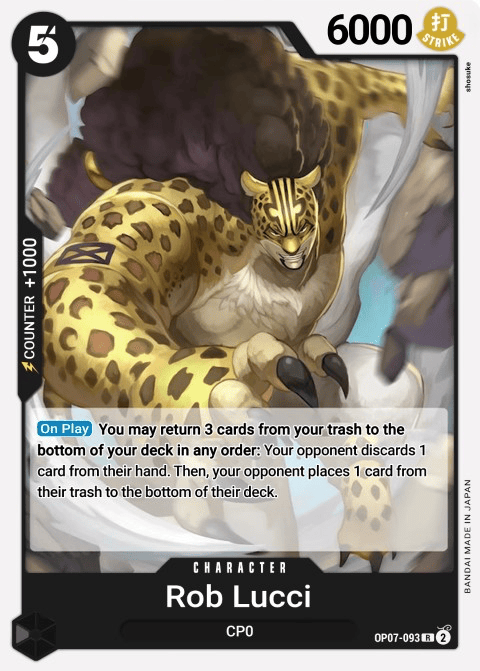 5
6000
打
STRIKE
shosuke
COUNTER +1000
On Play You may return 3 cards from your trash to the
bottom of your deck in any order: Your opponent discards 1
card from their hand. Then, your opponent places 1 card from
their trash to the bottom of their deck.
BANDAI MADE IN JAPAN
CHARACTER
Rob Lucci
CP0
OP07-093 R 2